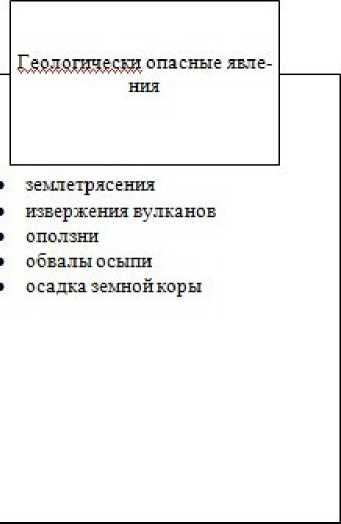 Геологически опасные явле-
ния
• землетрясения
• извержения вулканов
• оползни
• обвалы осыпи
• осадка земной коры